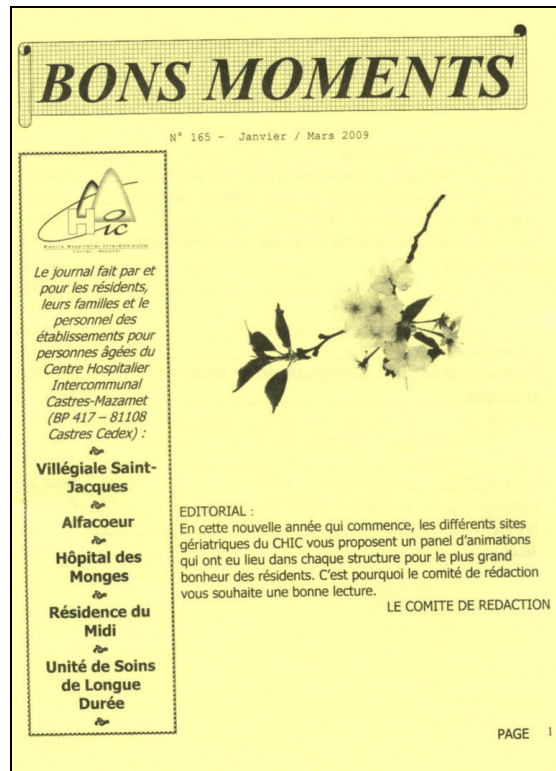 BONS MOMENTS
N° 165 - Janvier / Mars 2009
CHic
Centre Hospitalier InterCommunal
Castres - Mazamet
Le journal fait par et
pour les résidents,
leurs familles et le
personnel des
établissements pour
personnes âgées du
Centre Hospitalier
Intercommunal
Castres-Mazamet
(BP 417 – 81108
Castres Cedex) :
Villégiale Saint-
Jacques
Alfacoeur
Hôpital des
Monges
Résidence du
Midi
Unité de Soins
de Longue
Durée
EDITORIAL :
En cette nouvelle année qui commence, les différents sites
gériatriques du CHIC vous proposent un panel d'animations
qui ont eu lieu dans chaque structure pour le plus grand
bonheur des résidents. C'est pourquoi le comité de rédaction
vous souhaite une bonne lecture.
LE COMITE DE REDACTION
PAGE 1